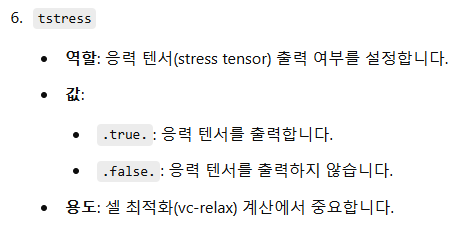 6. tstress
• 역할: 응력 텐서(stress tensor) 출력 여부를 설정합니다.
• 값:
• .true.: 응력 텐서를 출력합니다.
• .false.: 응력 텐서를 출력하지 않습니다.
• 용도: 셀 최적화(vc-relax) 계산에서 중요합니다.